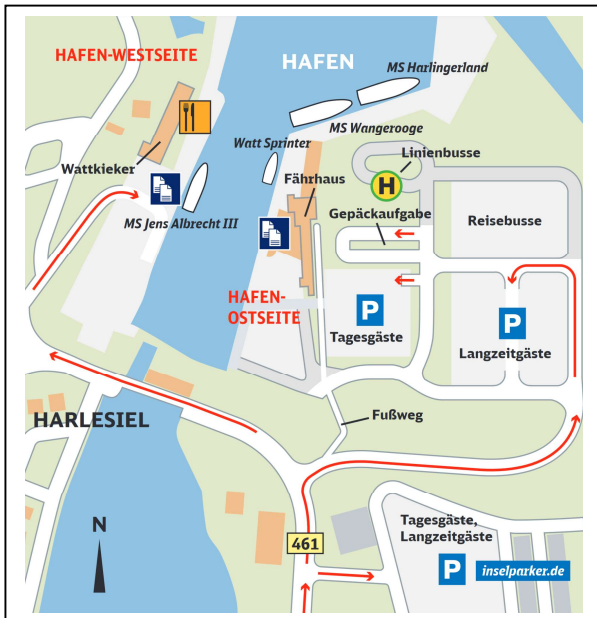 HAFEN-WESTSEITE
HAFEN
MS Harlingerland
MS Wangerooge
Watt Sprinter
Linienbusse
H
Wattkieker
Fährhaus
Gepäckaufgabe
Reisebusse
MS Jens Albrecht III
HAFEN-
OSTSEITE
P
Tagesgäste
P
Langzeitgäste
HARLESIEL
Fußweg
N
461
Tagesgäste,
Langzeitgäste
P
inselparker.de